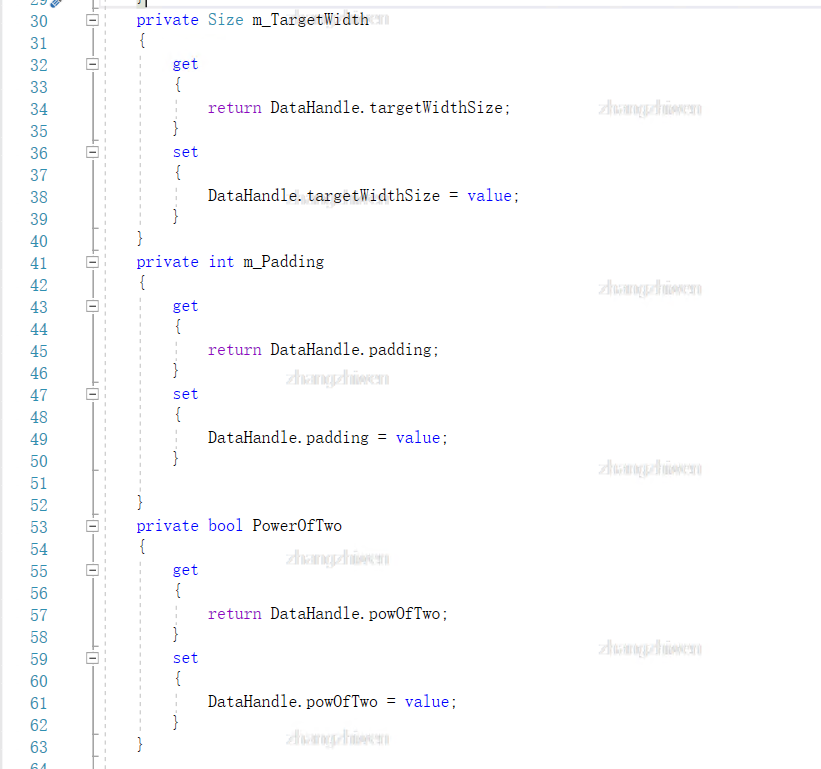 29
30 private Size m_TargetWidth
31 {
32 get
33 {
34 return DataHandle.targetWidthSize;
35 }
36 set
37 {
38 DataHandle.targetWidthSize = value;
39 }
40 }
41 private int m_Padding
42 {
43 get
44 {
45 return DataHandle.padding;
46 }
47 set
48 {
49 DataHandle.padding = value;
50 }
51
52 }
53 private bool PowerOfTwo
54 {
55 get
56 {
57 return DataHandle.powOfTwo;
58 }
59 set
60 {
61 DataHandle.powOfTwo = value;
62 }
63 }
64